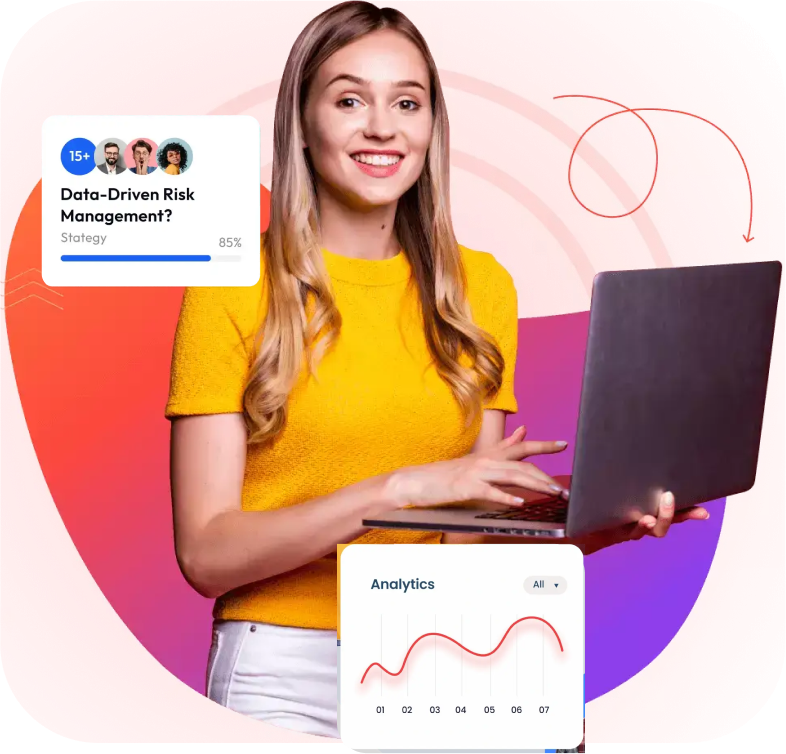 15+
Data-Driven Risk
Management?
Stategy
85%
Analytics
All
01 02 03 04 05 06 07